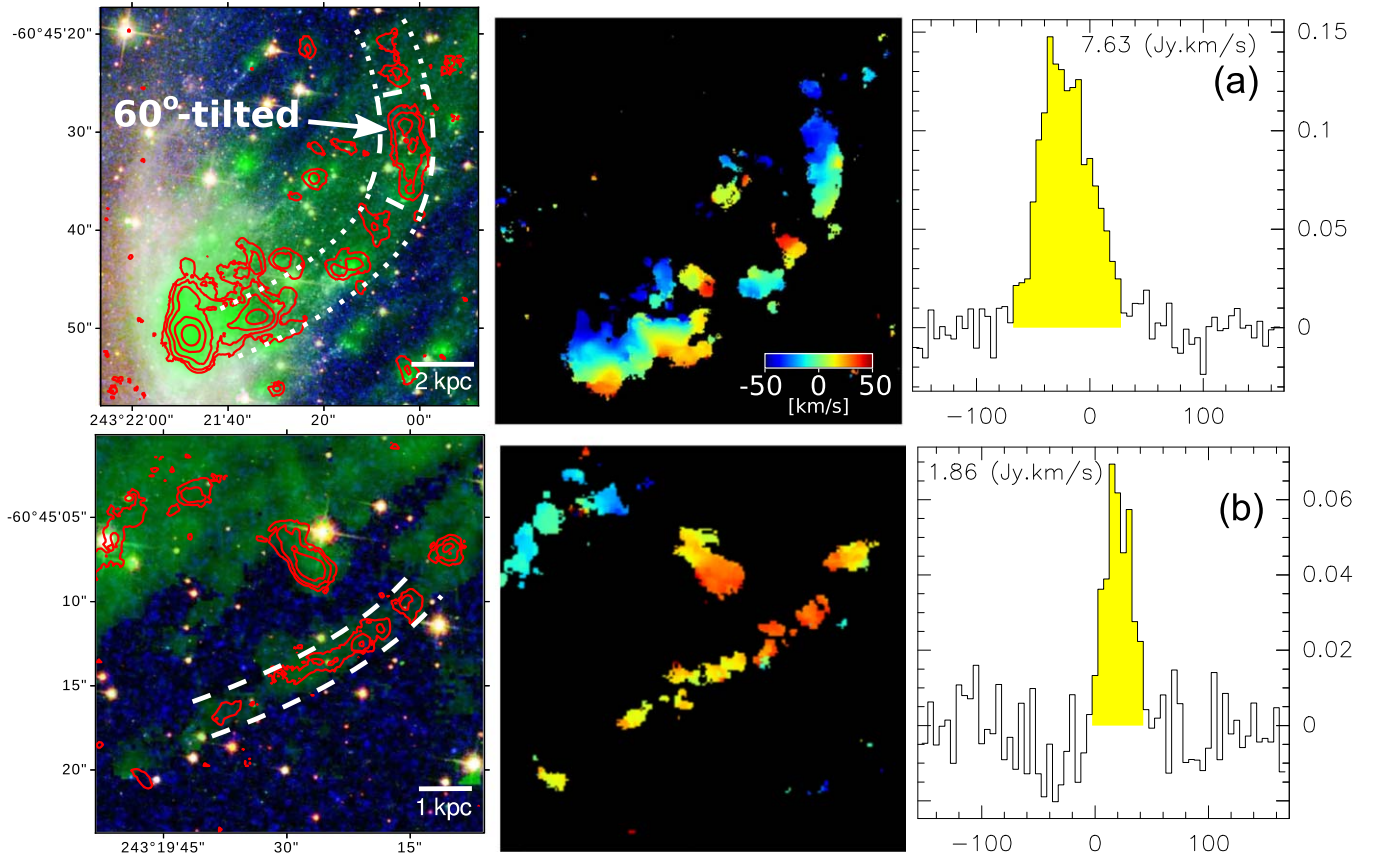 -60°45'20"
30"
40"
50"
60°-tilted
2 kpc
243°22'00" 21'40" 20" 00"
-50 0 50
[km/s]
7.63 (Jy.km/s)
(a)
0.15
0.1
0.05
0
−100 0 100
-60°45'05"
10"
15"
20"
1 kpc
243°19'45" 30" 15"
1.86 (Jy.km/s)
(b)
0.06
0.04
0.02
0
−100 0 100